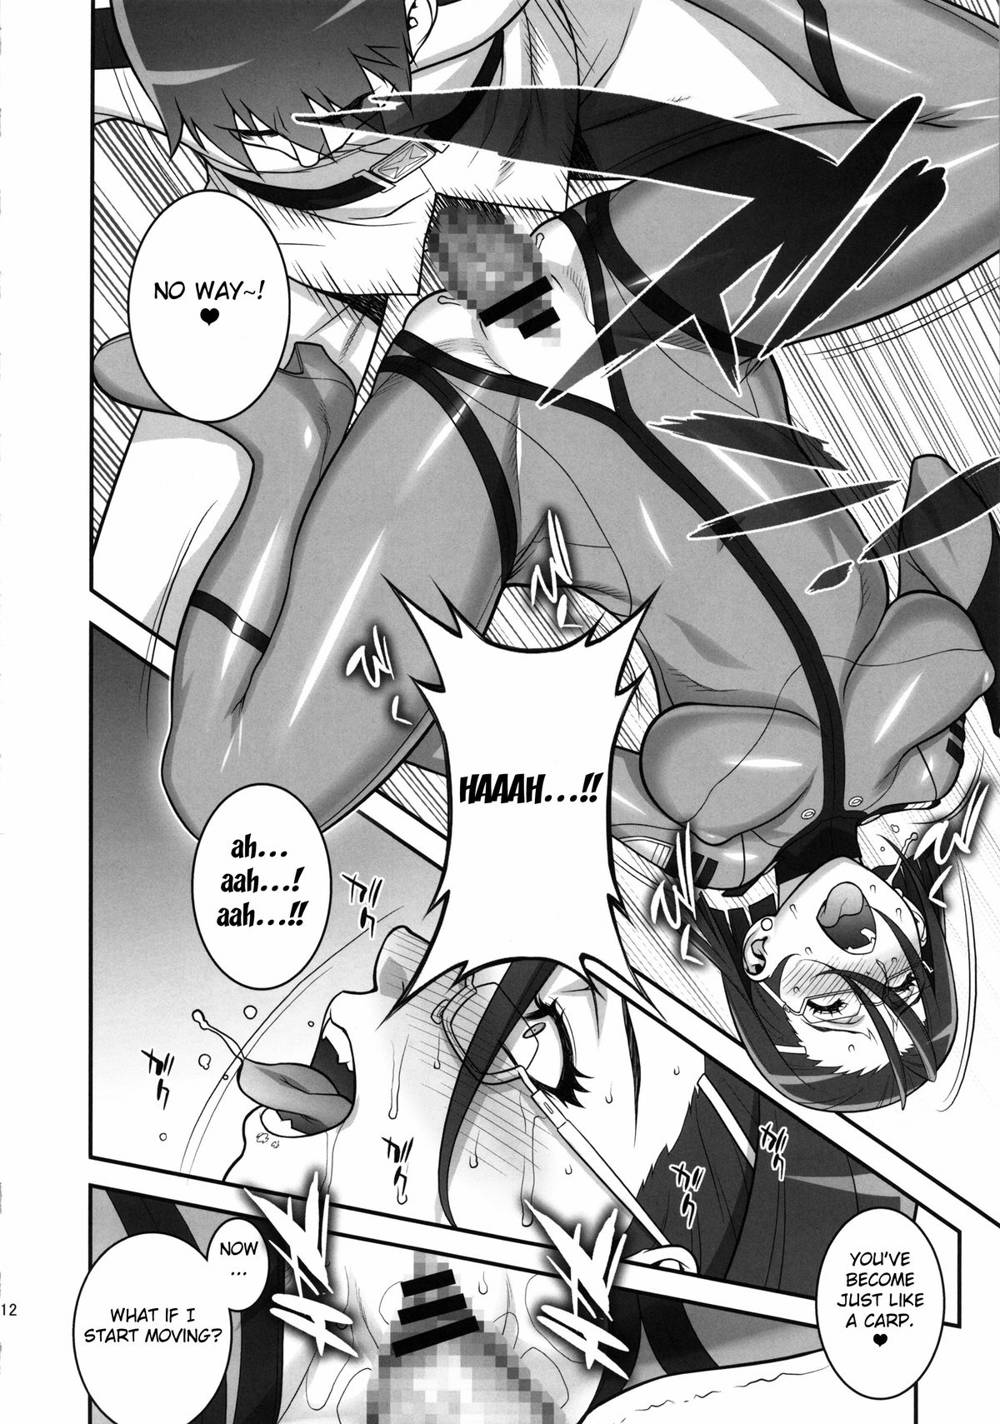 NO WAY~!
♥
HAAAH...!!
ah...
aah...!
aah...!!
YOU'VE
BECOME
JUST LIKE
A CARP.
♥
NOW
...
WHAT IF I
START MOVING?
12